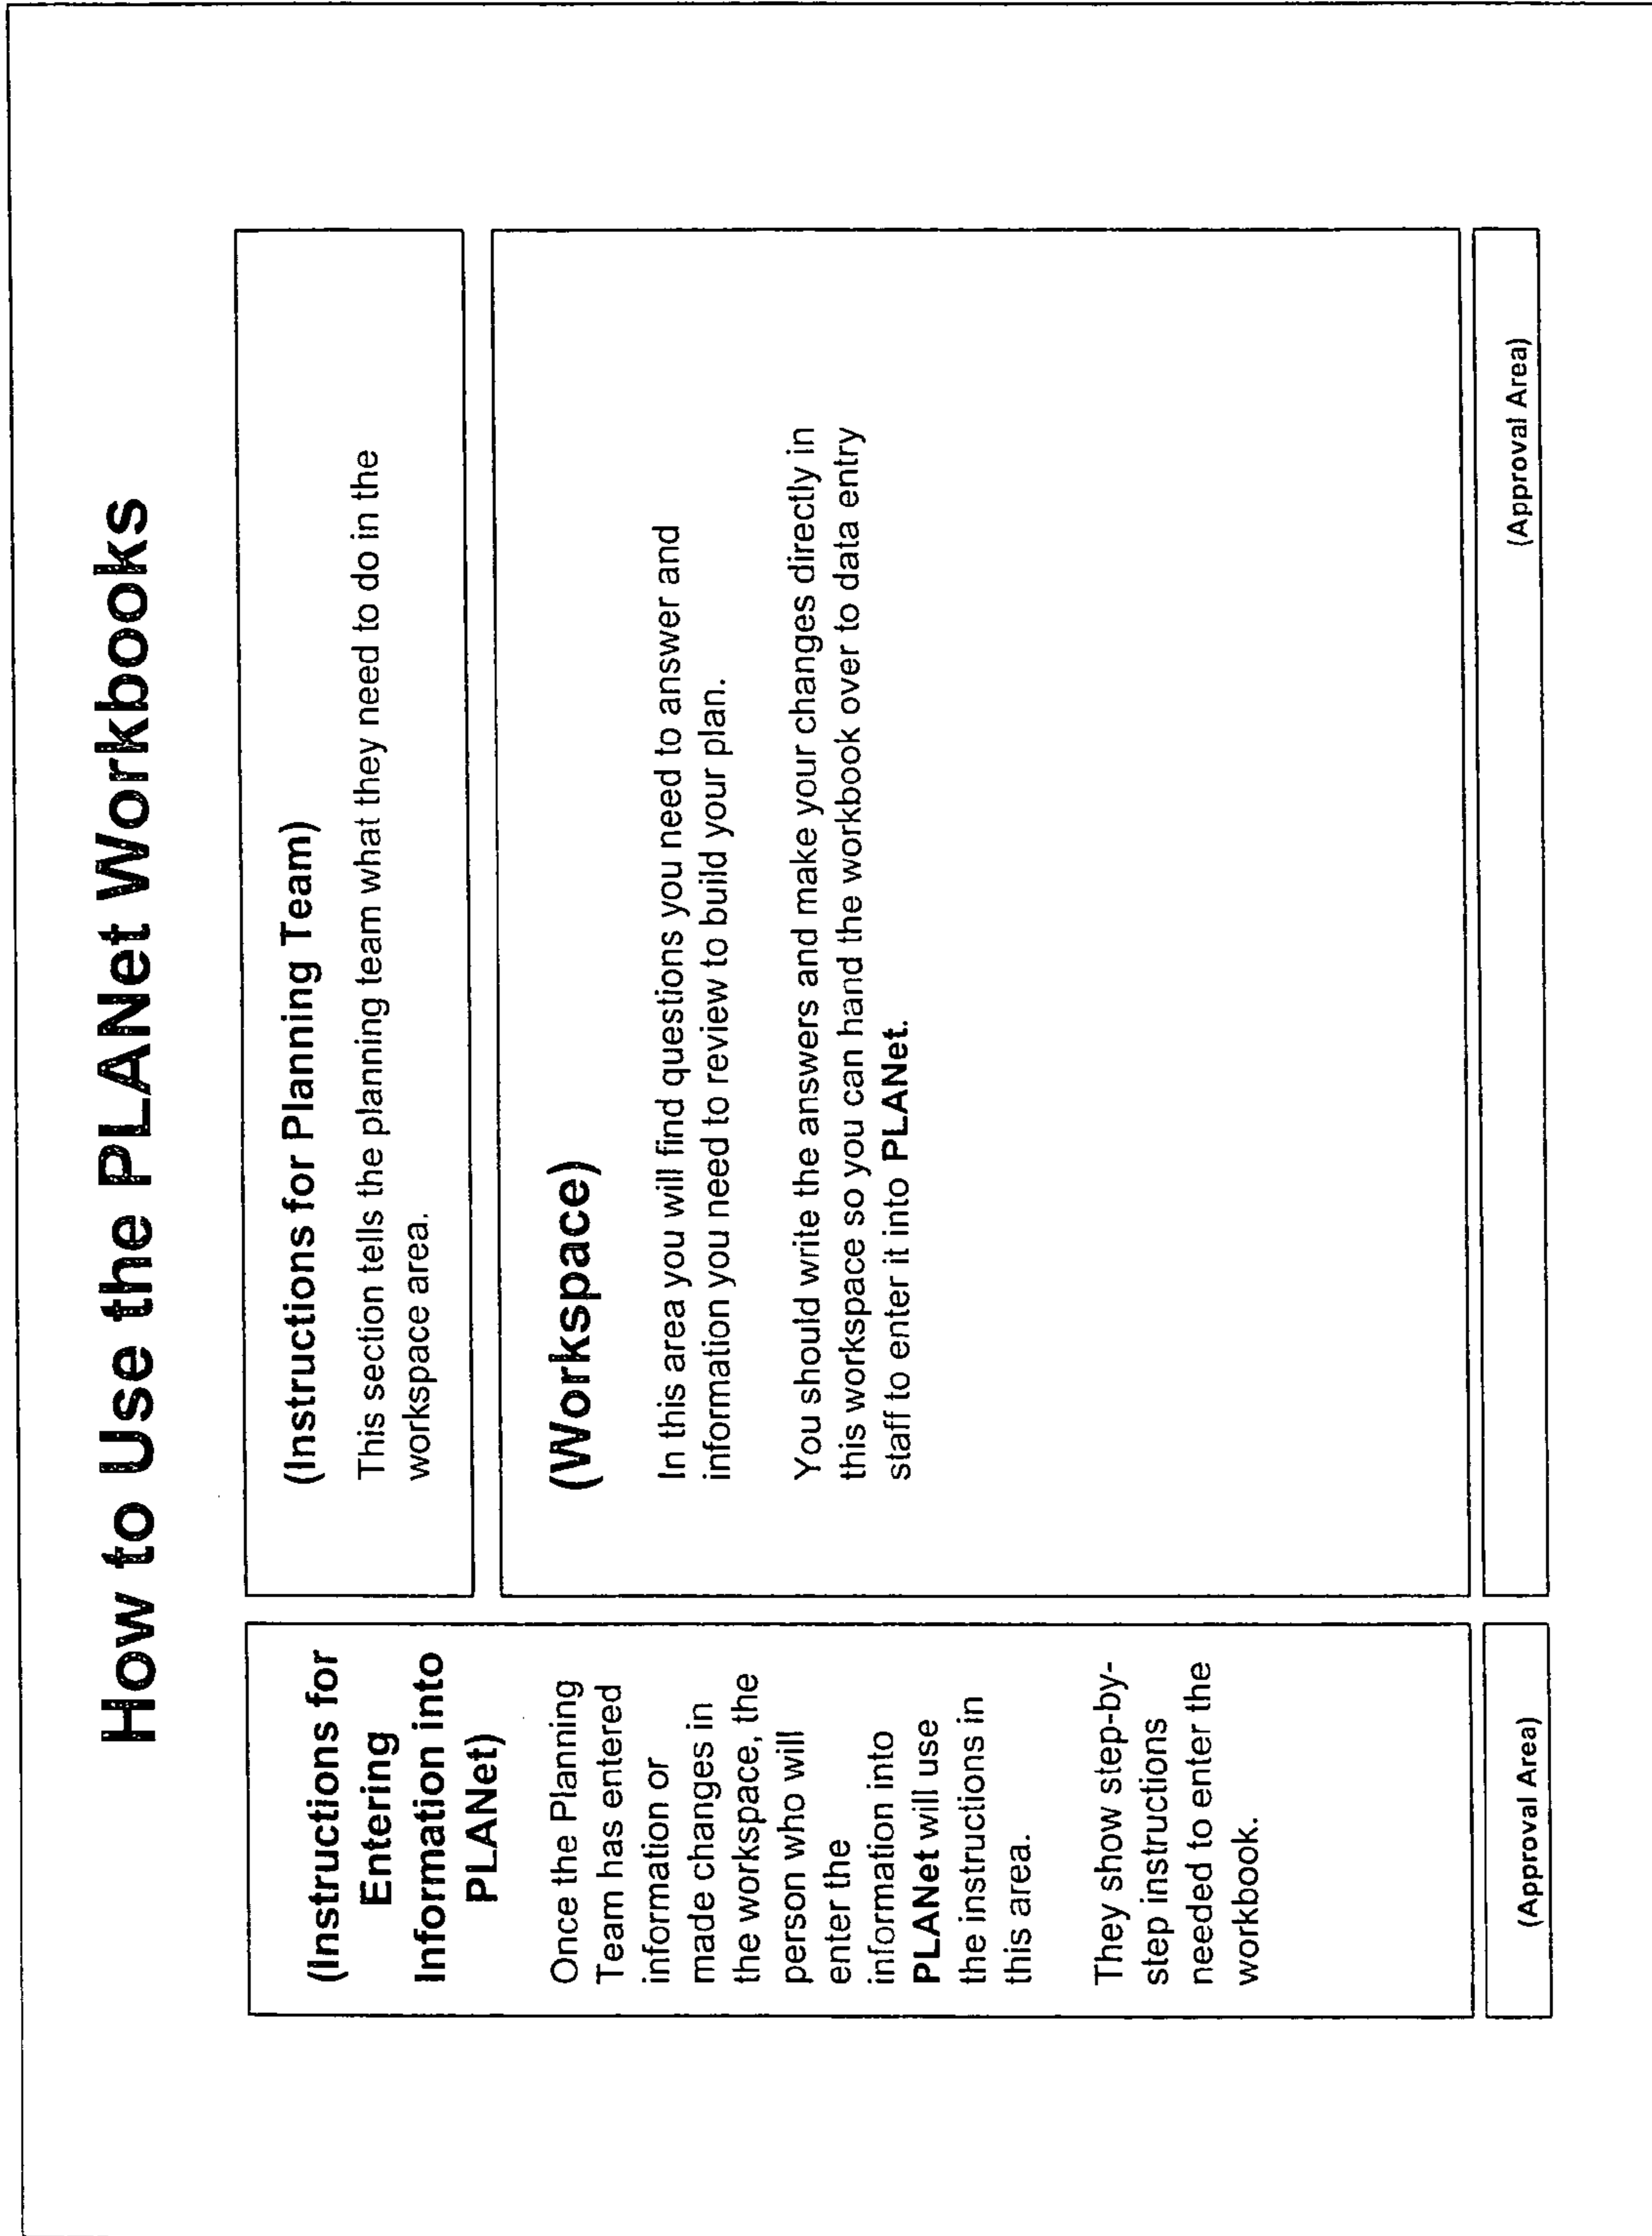 How to Use the PLANet Workbooks
(Instructions for
Entering
Information into
PLANet)
Once the Planning
Team has entered
information or
made changes in
the workspace, the
person who will
enter the
information into
PLANet will use
the instructions in
this area.
They show step-by-
step instructions
needed to enter the
workbook.
(Approval Area)
(Instructions for Planning Team)
This section tells the planning team what they need to do in the
workspace area.
(Workspace)
In this area you will find questions you need to answer and
information you need to review to build your plan.
You should write the answers and make your changes directly in
this workspace so you can hand the workbook over to data entry
staff to enter it into PLANet.
(Approval Area)